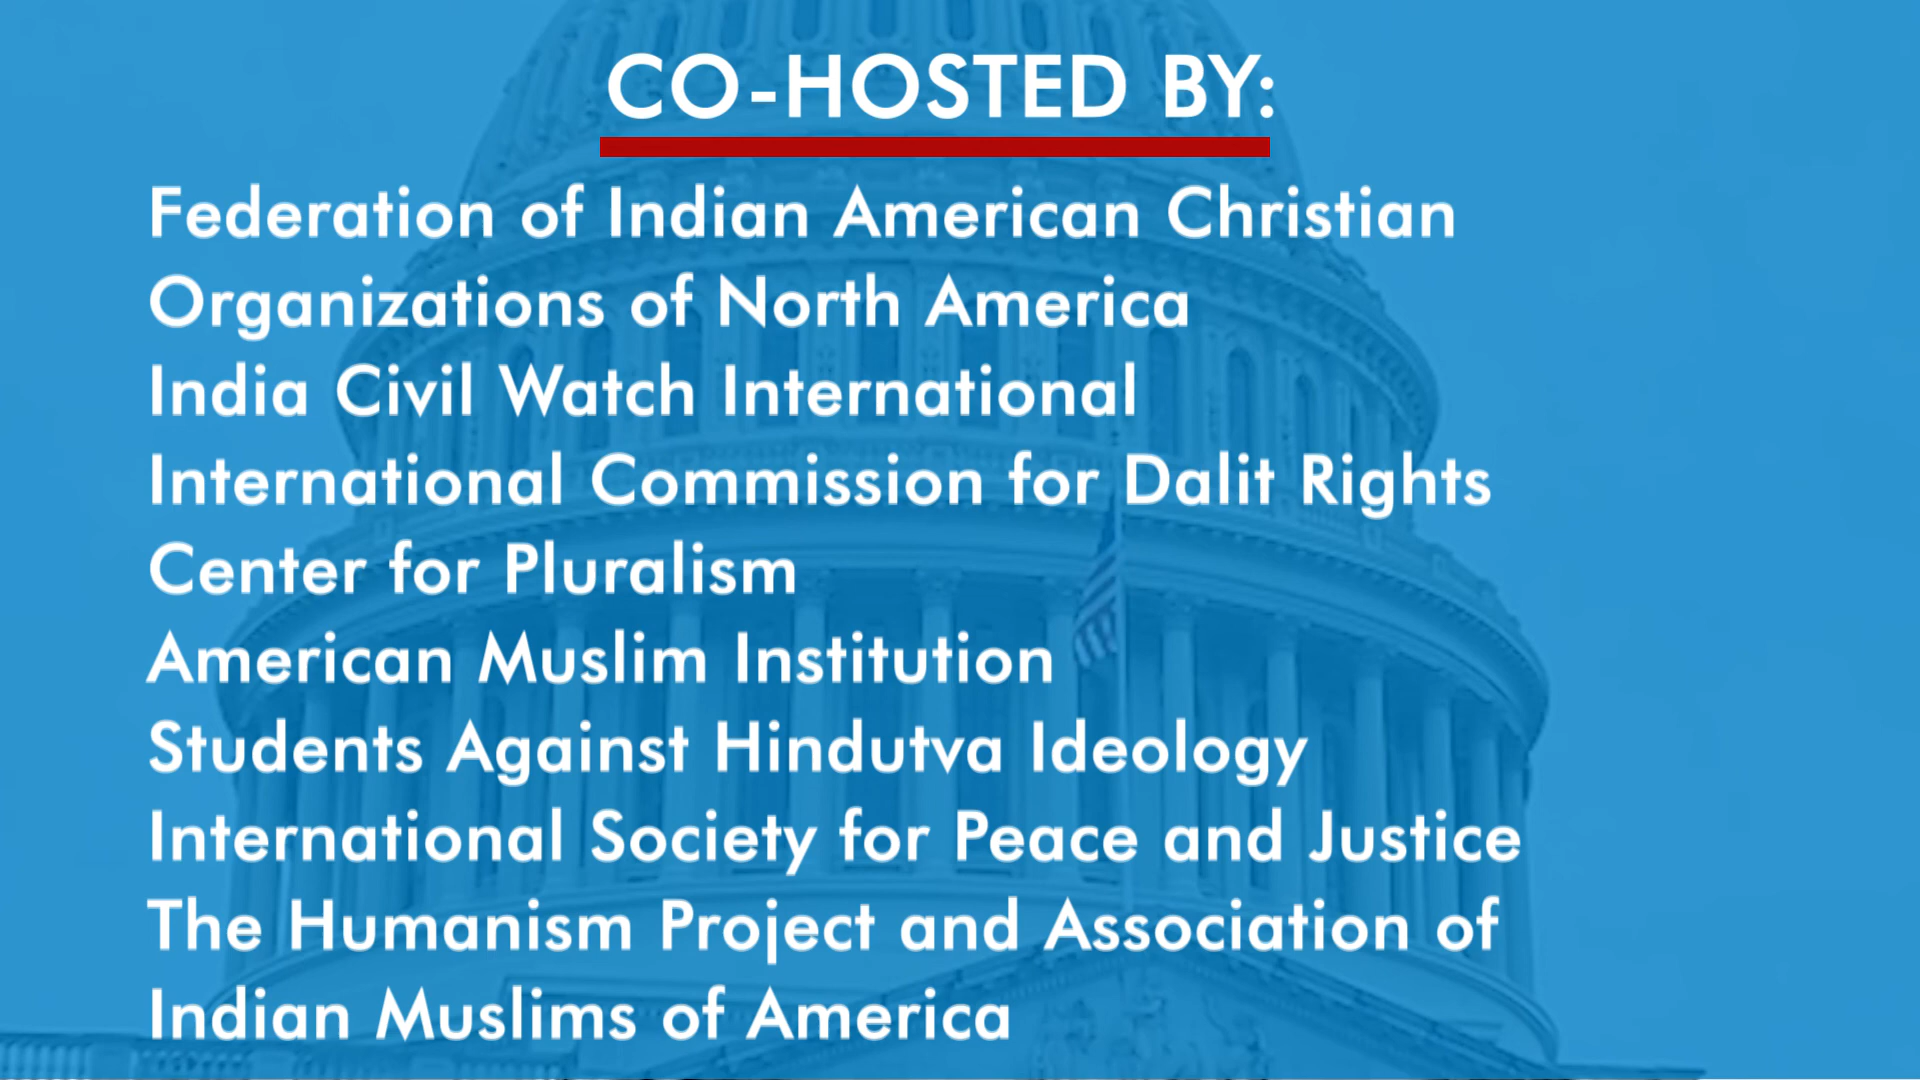 CO-HOSTED BY:
Federation of Indian American Christian
Organizations of North America
India Civil Watch International
International Commission for Dalit Rights
Center for Pluralism
American Muslim Institution
Students Against Hindutva Ideology
International Society for Peace and Justice
The Humanism Project and Association of
Indian Muslims of America